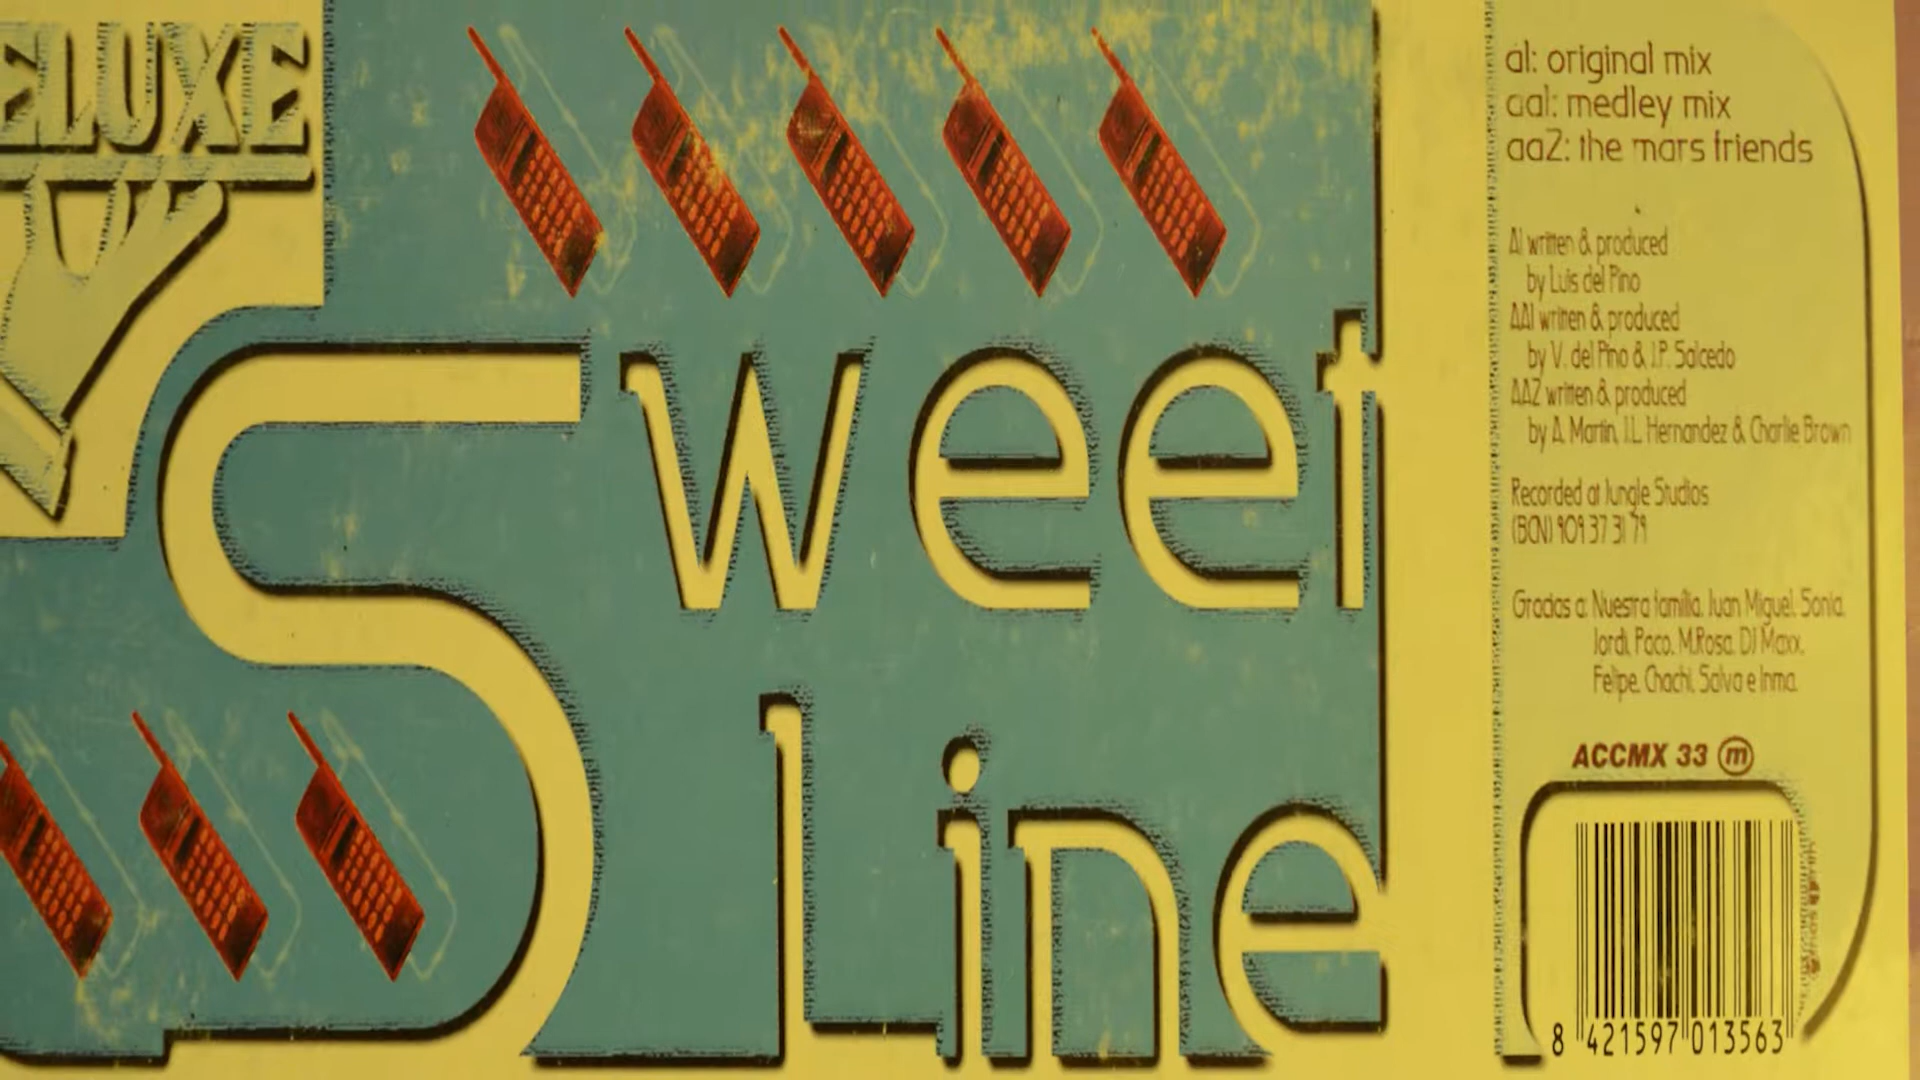 ELUXE
Sweet
Line
a1: original mix
aa1: medley mix
aa2: the mars friends
A1 written & produced
by Luis del Pino
AA1 written & produced
by V. del Pino & J.P. Salcedo
AA2 written & produced
by A. Martin, J.L. Hernandez & Charlie Brown
Recorded at Jungle Studios
(BCN) 909 37 31 79
Gracias a: Nuestra família, Juan Miguel, Sonia,
Jordi, Paco, M.Rosa, DJ Maxx,
Felipe, Chachi, Salva e Inma.
ACCMX 33 m
8 421597 013563